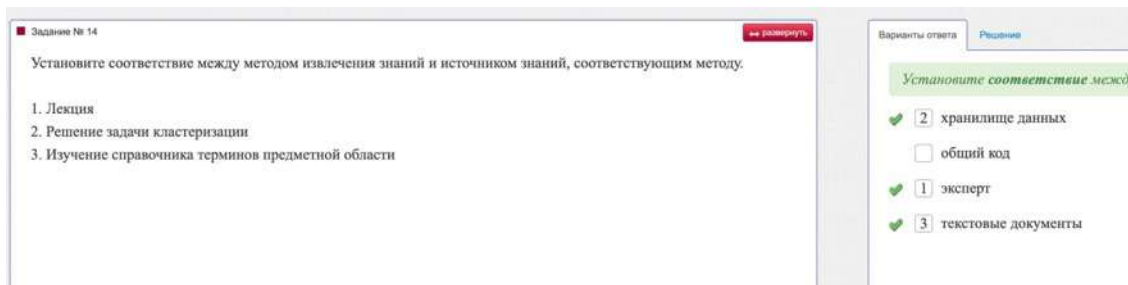 Задание № 14
развернуть
Установите соответствие между методом извлечения знаний и источником знаний, соответствующим методу.
1. Лекция
2. Решение задачи кластеризации
3. Изучение справочника терминов предметной области
Варианты ответа
Решение
Установите соответствие межд
2 хранилище данных
общий код
1 эксперт
3 текстовые документы